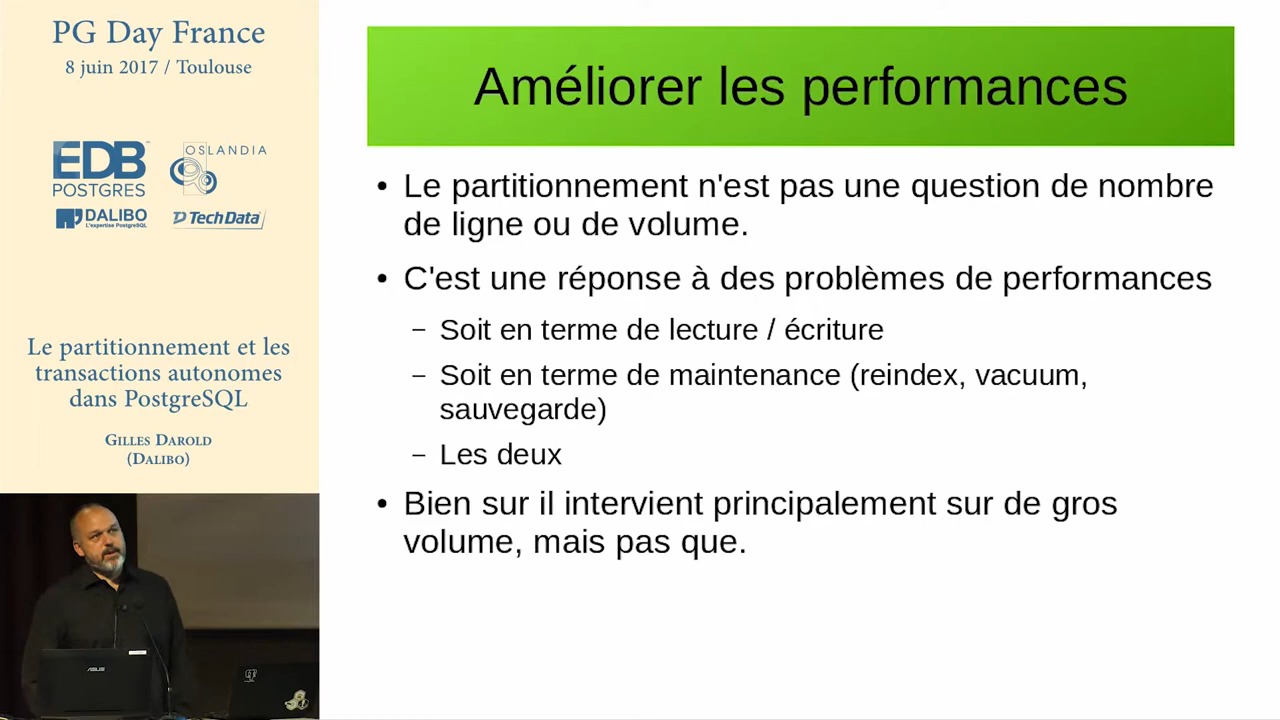 PG Day France
8 juin 2017 / Toulouse
EDB
POSTGRES
OSLANDIA
DALIBO
L'expertise PostgreSQL
TechData
Le partitionnement et les
transactions autonomes
dans PostgreSQL
GILLES DAROLD
(DALIBO)
ASUS
Améliorer les performances
• Le partitionnement n'est pas une question de nombre
de ligne ou de volume.
• C'est une réponse à des problèmes de performances
– Soit en terme de lecture / écriture
– Soit en terme de maintenance (reindex, vacuum,
sauvegarde)
– Les deux
• Bien sur il intervient principalement sur de gros
volume, mais pas que.